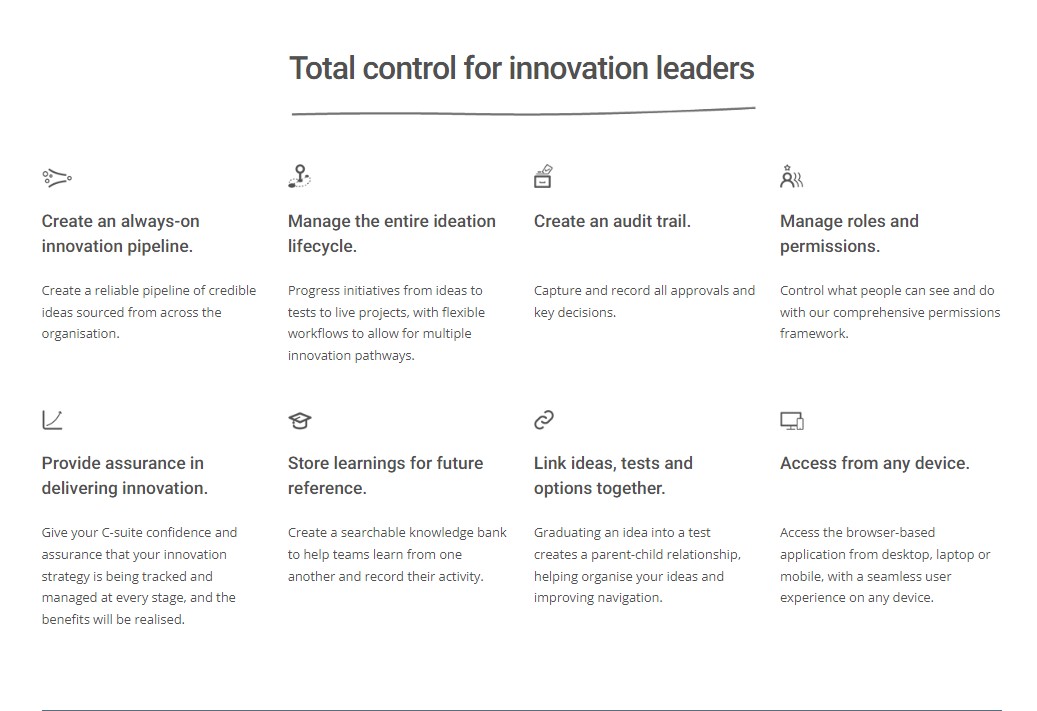 Total control for innovation leaders
Create an always-on
innovation pipeline.
Create a reliable pipeline of credible
ideas sourced from across the
organisation.
Manage the entire ideation
lifecycle.
Progress initiatives from ideas to
tests to live projects, with flexible
workflows to allow for multiple
innovation pathways.
Create an audit trail.
Capture and record all approvals and
key decisions.
Manage roles and
permissions.
Control what people can see and do
with our comprehensive permissions
framework.
Provide assurance in
delivering innovation.
Give your C-suite confidence and
assurance that your innovation
strategy is being tracked and
managed at every stage, and the
benefits will be realised.
Store learnings for future
reference.
Create a searchable knowledge bank
to help teams learn from one
another and record their activity.
Link ideas, tests and
options together.
Graduating an idea into a test
creates a parent-child relationship,
helping organise your ideas and
improving navigation.
Access from any device.
Access the browser-based
application from desktop, laptop or
mobile, with a seamless user
experience on any device.